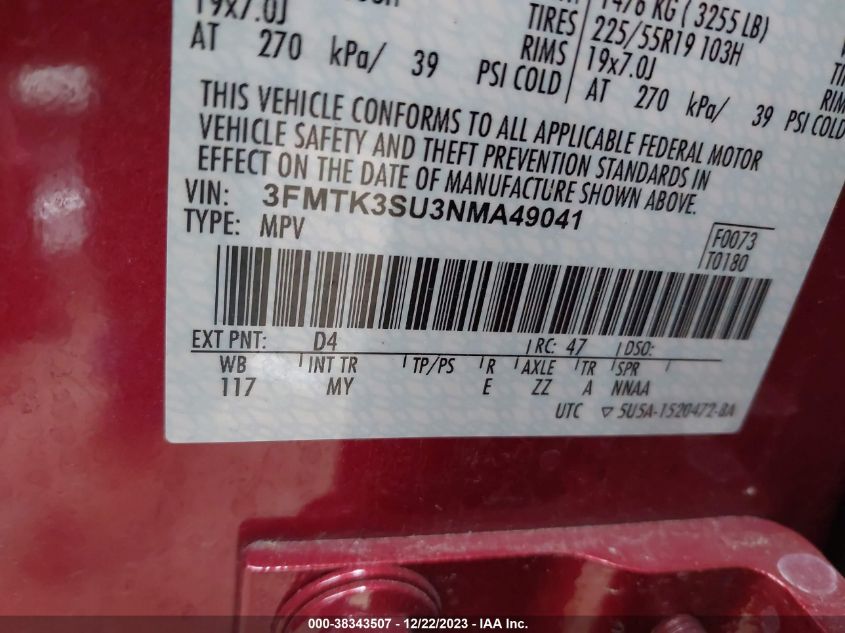 19x7.0J
AT 270 kPa/ 39 PSI COLD
1476 KG ( 3255 LB)
TIRES 225/55R19 103H
RIMS 19x7.0J
AT 270 kPa/ 39 PSI COLD
THIS VEHICLE CONFORMS TO ALL APPLICABLE FEDERAL MOTOR
VEHICLE SAFETY AND THEFT PREVENTION STANDARDS IN
EFFECT ON THE DATE OF MANUFACTURE SHOWN ABOVE.
VIN: 3FMTK3SU3NMA49041
TYPE: MPV
F0073
T0180
EXT PNT: D4 RC: 47 DSO:
WB INT TR TP/PS R AXLE TR SPR
117 MY E ZZ A NNAA
UTC ▽ 5U5A-1520472-BA
000-38343507 - 12/22/2023 - IAA Inc.